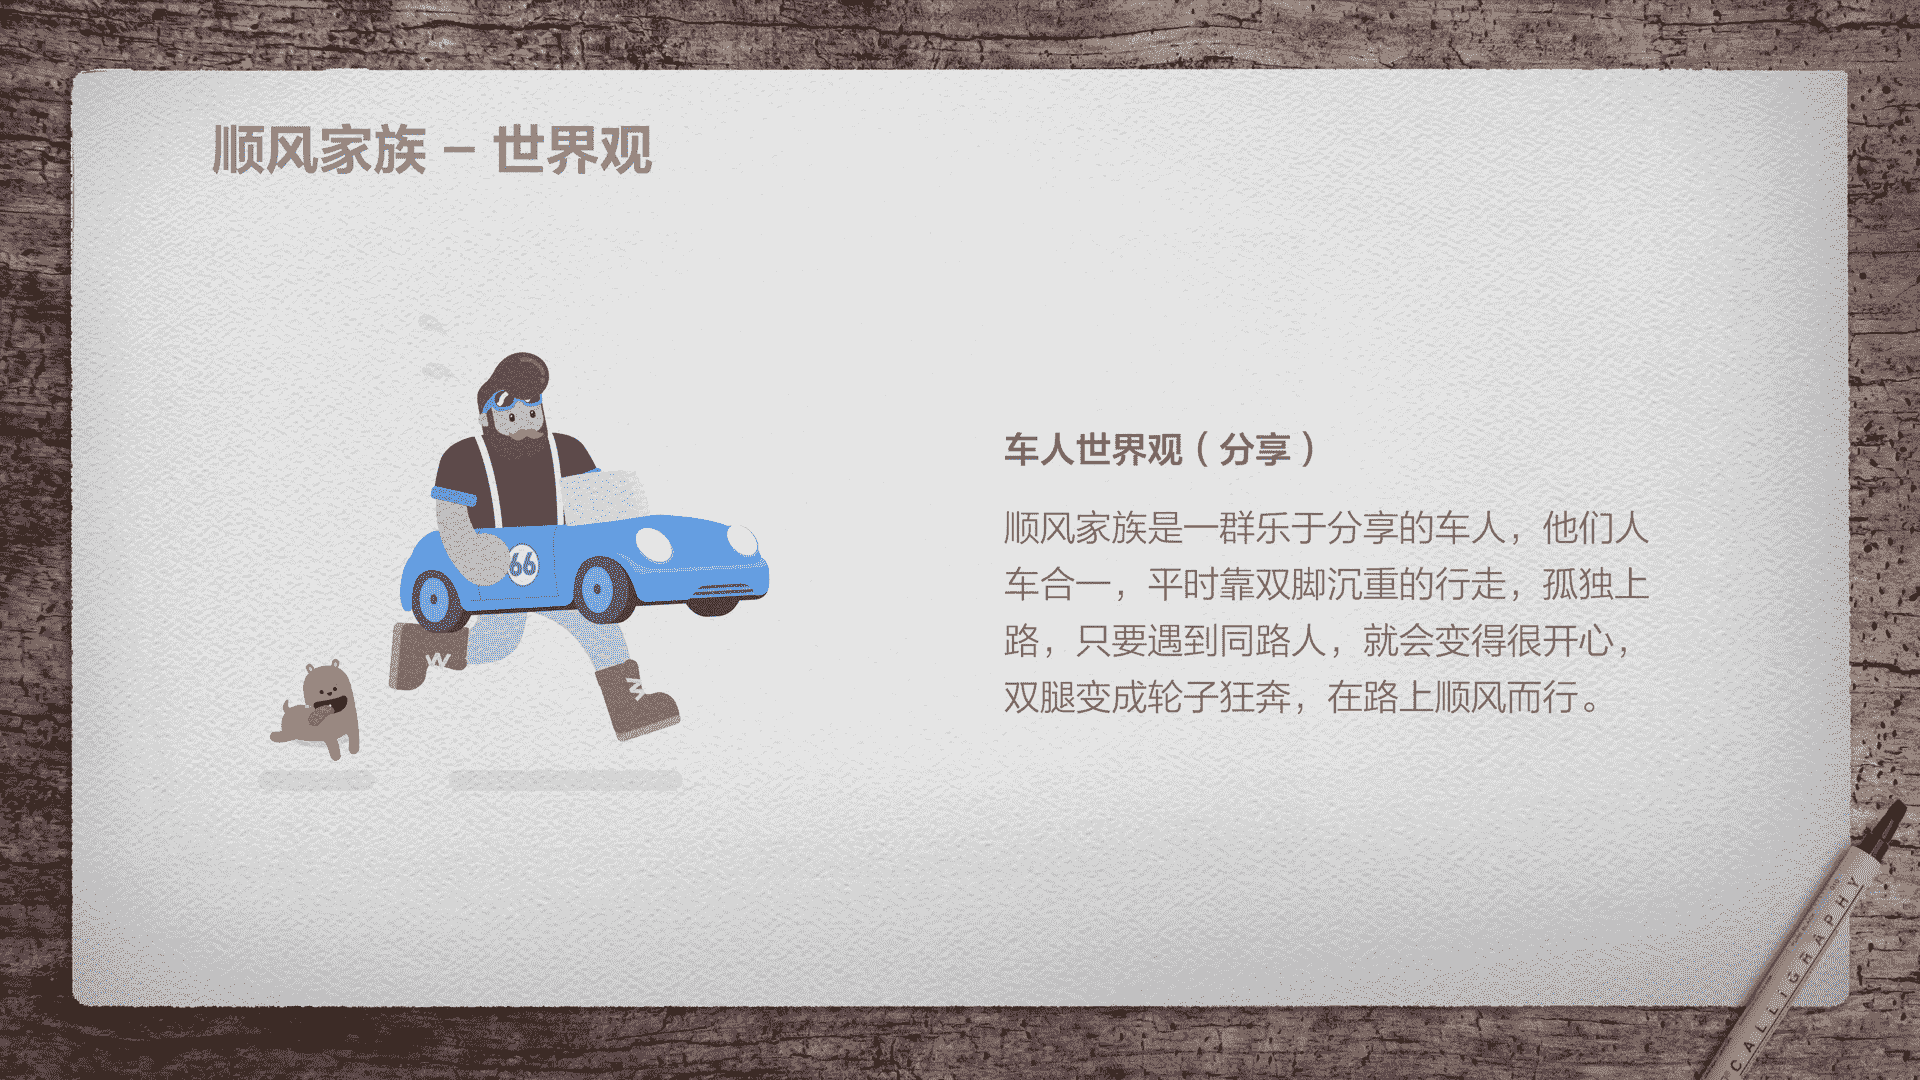 顺风家族 – 世界观
车人世界观（分享）
顺风家族是一群乐于分享的车人，他们人
车合一，平时靠双脚沉重的行走，孤独上
路，只要遇到同路人，就会变得很开心，
双腿变成轮子狂奔，在路上顺风而行。
66
W
W
CALLIGRAPHY